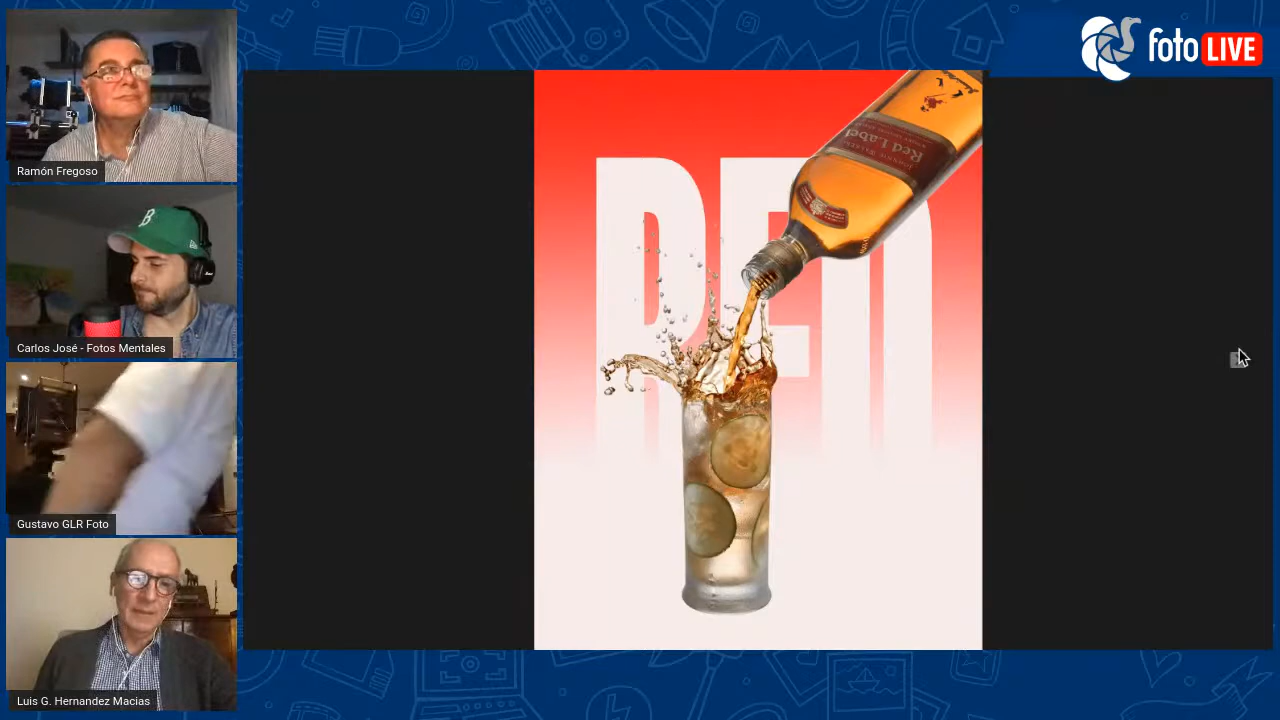 foto LIVE
Ramón Fregoso
Carlos José - Fotos Mentales
Gustavo GLR Foto
Luis G. Hernandez Macias
RED
Red Label
B